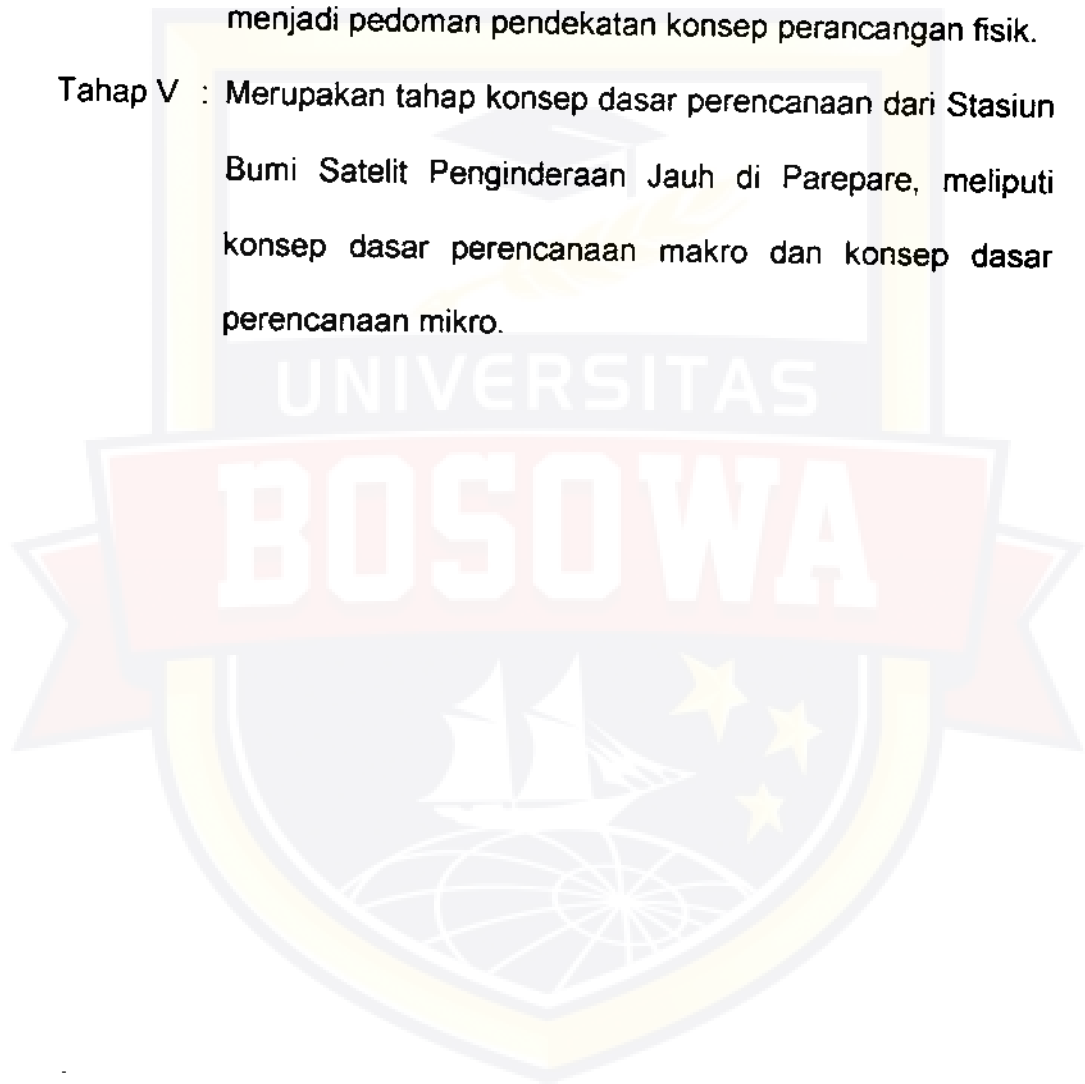 menjadi pedoman pendekatan konsep perancangan fisik.
Tahap V : Merupakan tahap konsep dasar perencanaan dari Stasiun
Bumi Satelit Penginderaan Jauh di Parepare, meliputi
konsep dasar perencanaan makro dan konsep dasar
perencanaan mikro.
UNIVERSITAS
BOSOWA